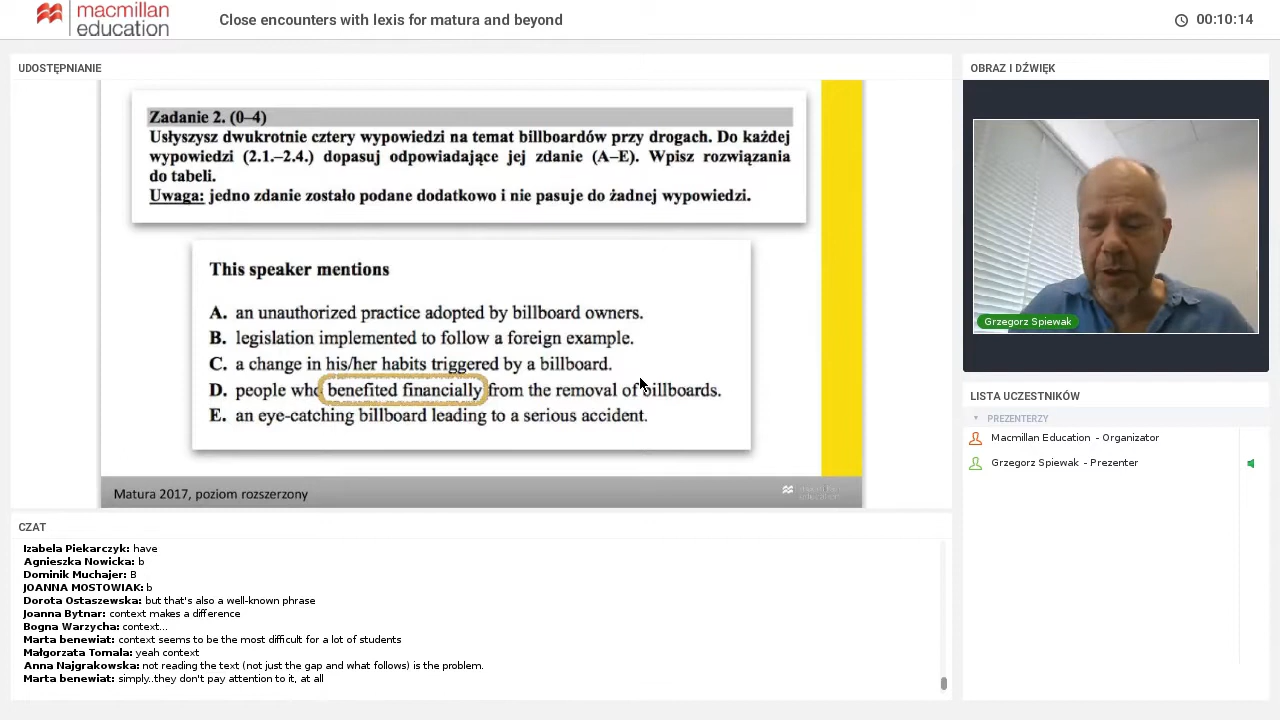 macmillan
education
Close encounters with lexis for matura and beyond
00:10:14
UDOSTĘPNIANIE
Zadanie 2. (0–4)
Usłyszysz dwukrotnie cztery wypowiedzi na temat billboardów przy drogach. Do każdej
wypowiedzi (2.1.–2.4.) dopasuj odpowiadające jej zdanie (A–E). Wpisz rozwiązania
do tabeli.
Uwaga: jedno zdanie zostało podane dodatkowo i nie pasuje do żadnej wypowiedzi.
This speaker mentions
A. an unauthorized practice adopted by billboard owners.
B. legislation implemented to follow a foreign example.
C. a change in his/her habits triggered by a billboard.
D. people who benefited financially from the removal of billboards.
E. an eye-catching billboard leading to a serious accident.
Matura 2017, poziom rozszerzony
macmillan
education
OBRAZ I DŹWIĘK
Grzegorz Spiewak
LISTA UCZESTNIKÓW
PREZENTERZY
Macmillan Education - Organizator
Grzegorz Spiewak - Prezenter
CZAT
Izabela Piekarczyk: have
Agnieszka Nowicka: b
Dominik Muchajer: B
JOANNA MOSTOWIAK: b
Dorota Ostaszewska: but that's also a well-known phrase
Joanna Bytnar: context makes a difference
Bogna Warzycha: context...
Marta benewiat: context seems to be the most difficult for a lot of students
Małgorzata Tomala: yeah context
Anna Najgrakowska: not reading the text (not just the gap and what follows) is the problem.
Marta benewiat: simply..they don't pay attention to it, at all